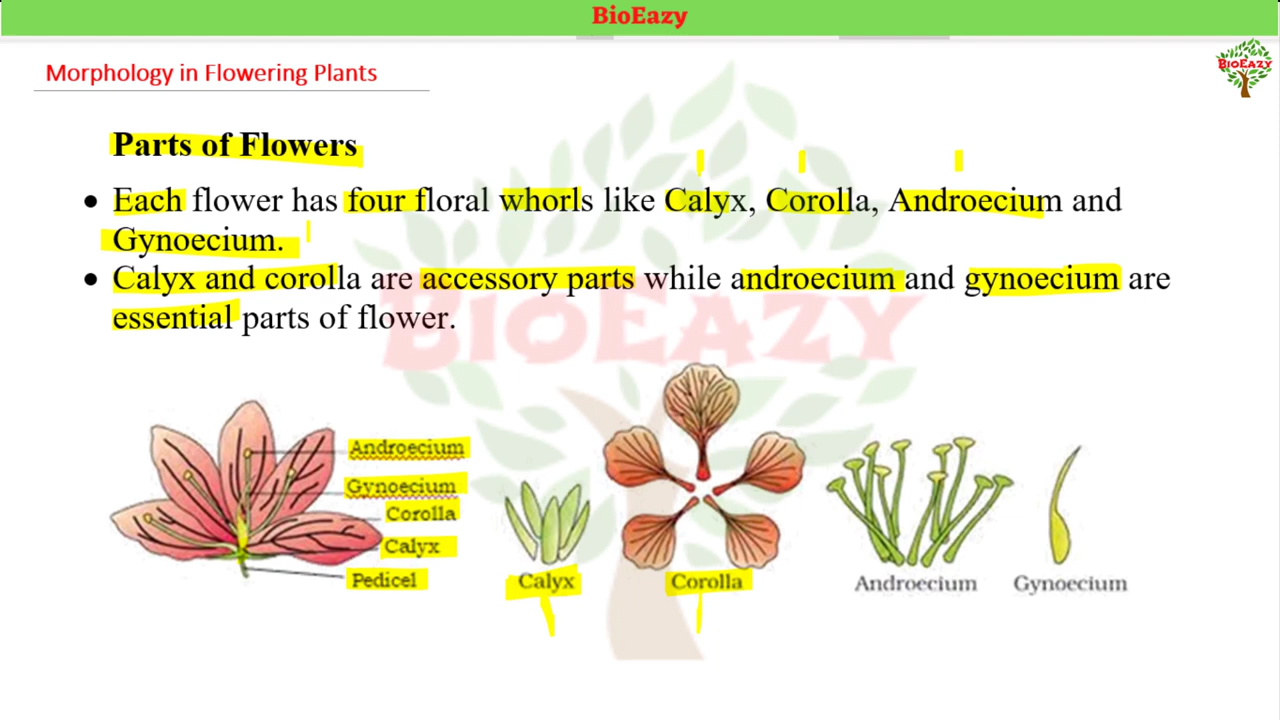 BioEazy
BIOEAZY
Morphology in Flowering Plants
Parts of Flowers
• Each flower has four floral whorls like Calyx, Corolla, Androecium and
Gynoecium.
• Calyx and corolla are accessory parts while androecium and gynoecium are
essential parts of flower.
BIOEAZY
Androecium
Gynoecium
Corolla
Calyx
Pedicel
Calyx
Corolla
Androecium
Gynoecium